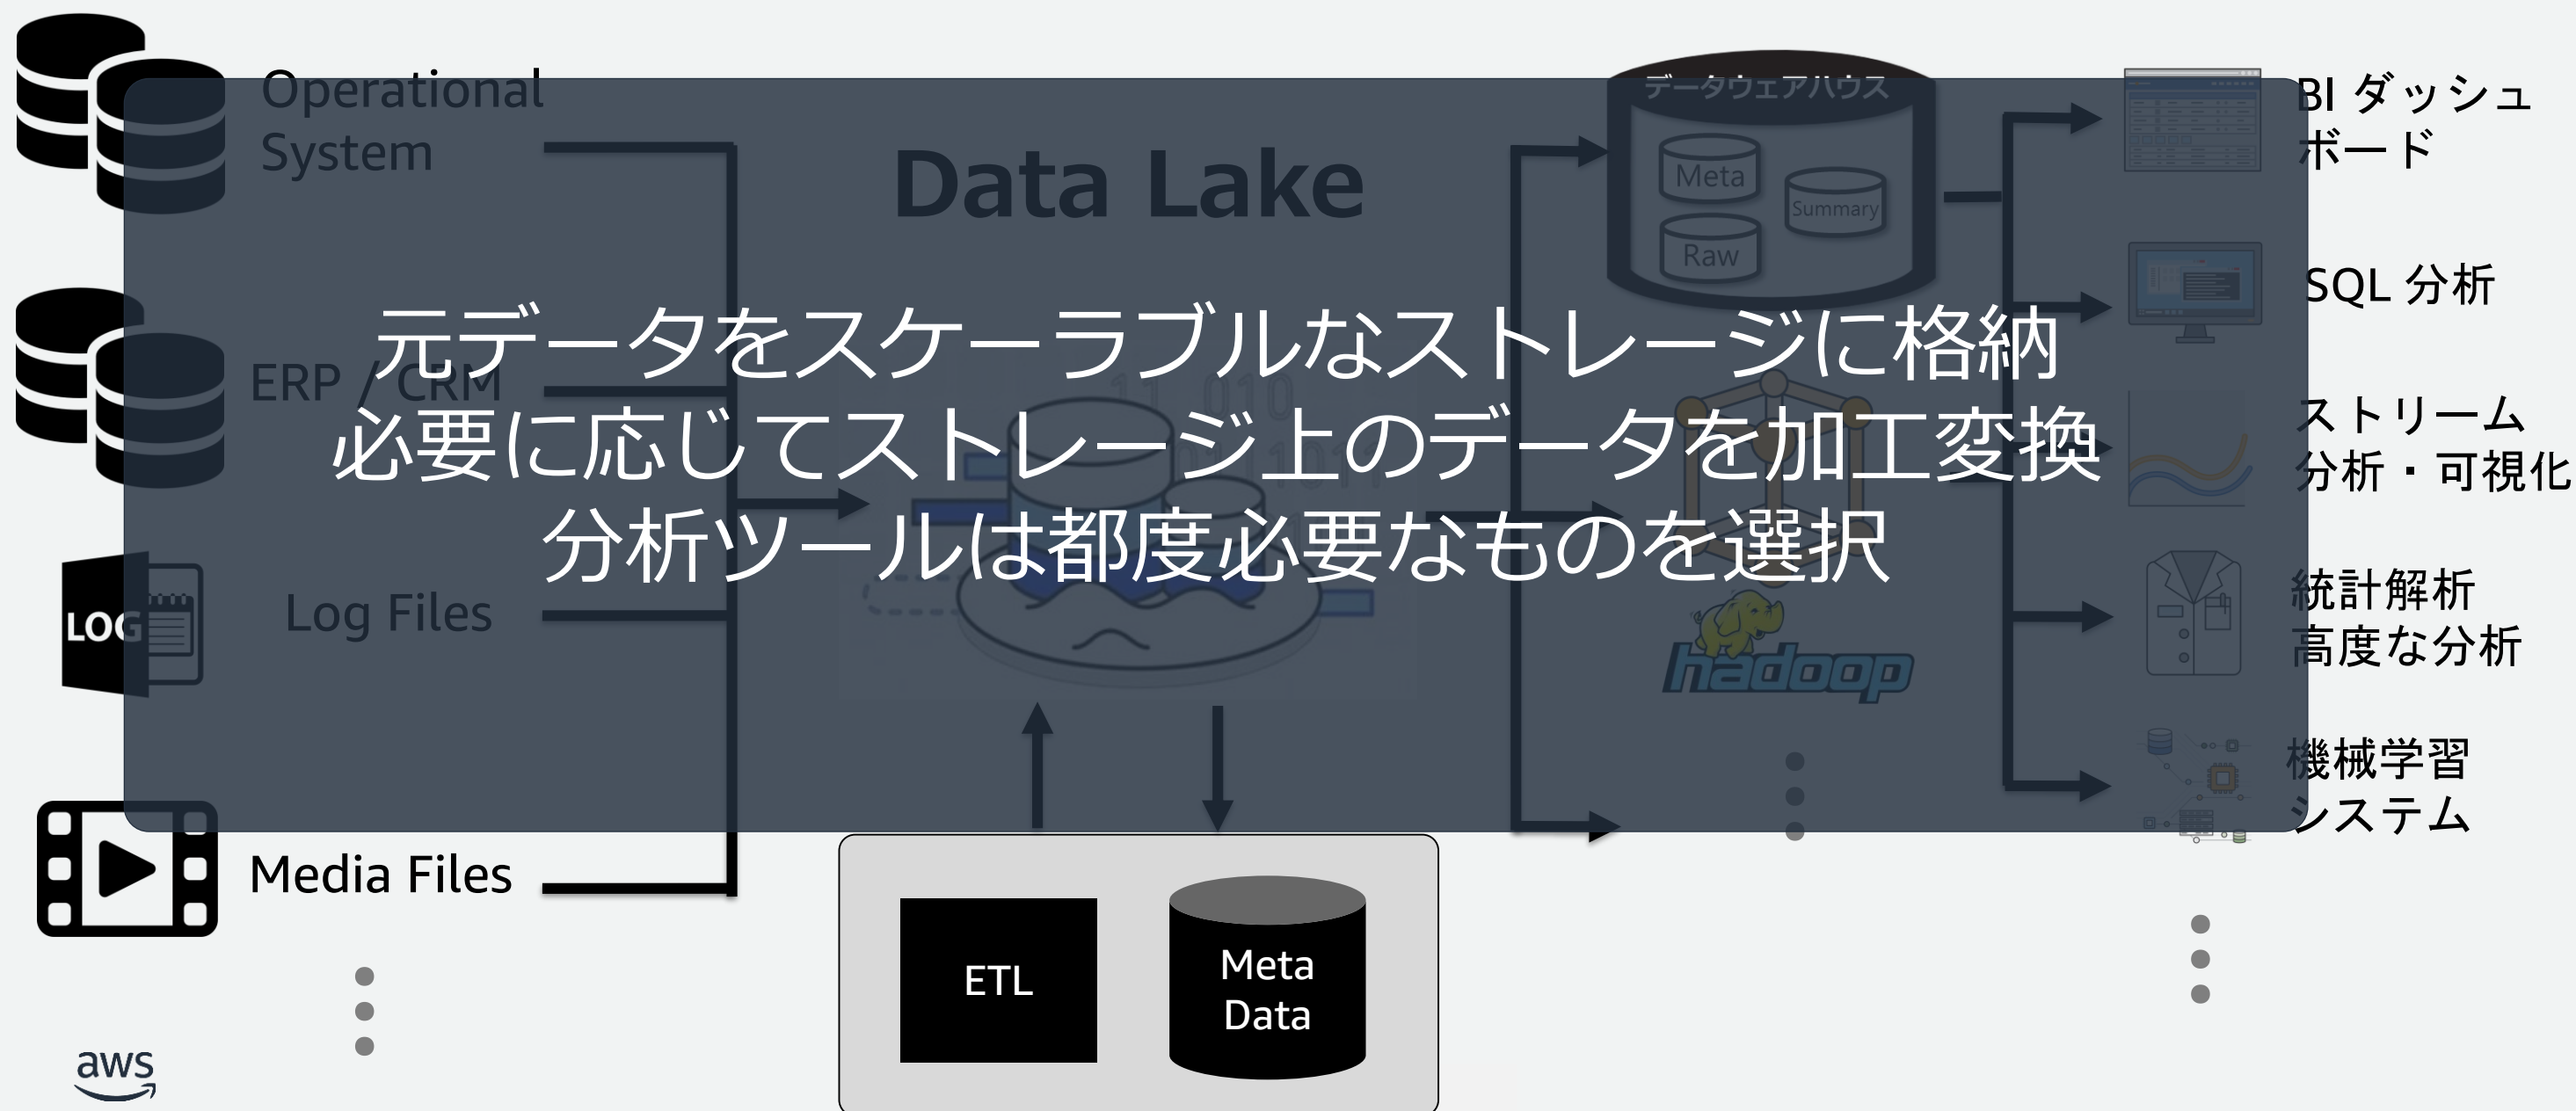 Operational
System
ERP / CRM
LOG
Log Files
Media Files
aws
Data Lake
元データをスケーラブルなストレージに格納
必要に応じてストレージ上のデータを加工変換
分析ツールは都度必要なものを選択
11 010
1011
ETL
Meta
Data
データウェアハウス
Meta
Summary
Raw
hadoop
BI ダッシュ
ボード
SQL 分析
ストリーム
分析・可視化
統計解析
高度な分析
機械学習
システム